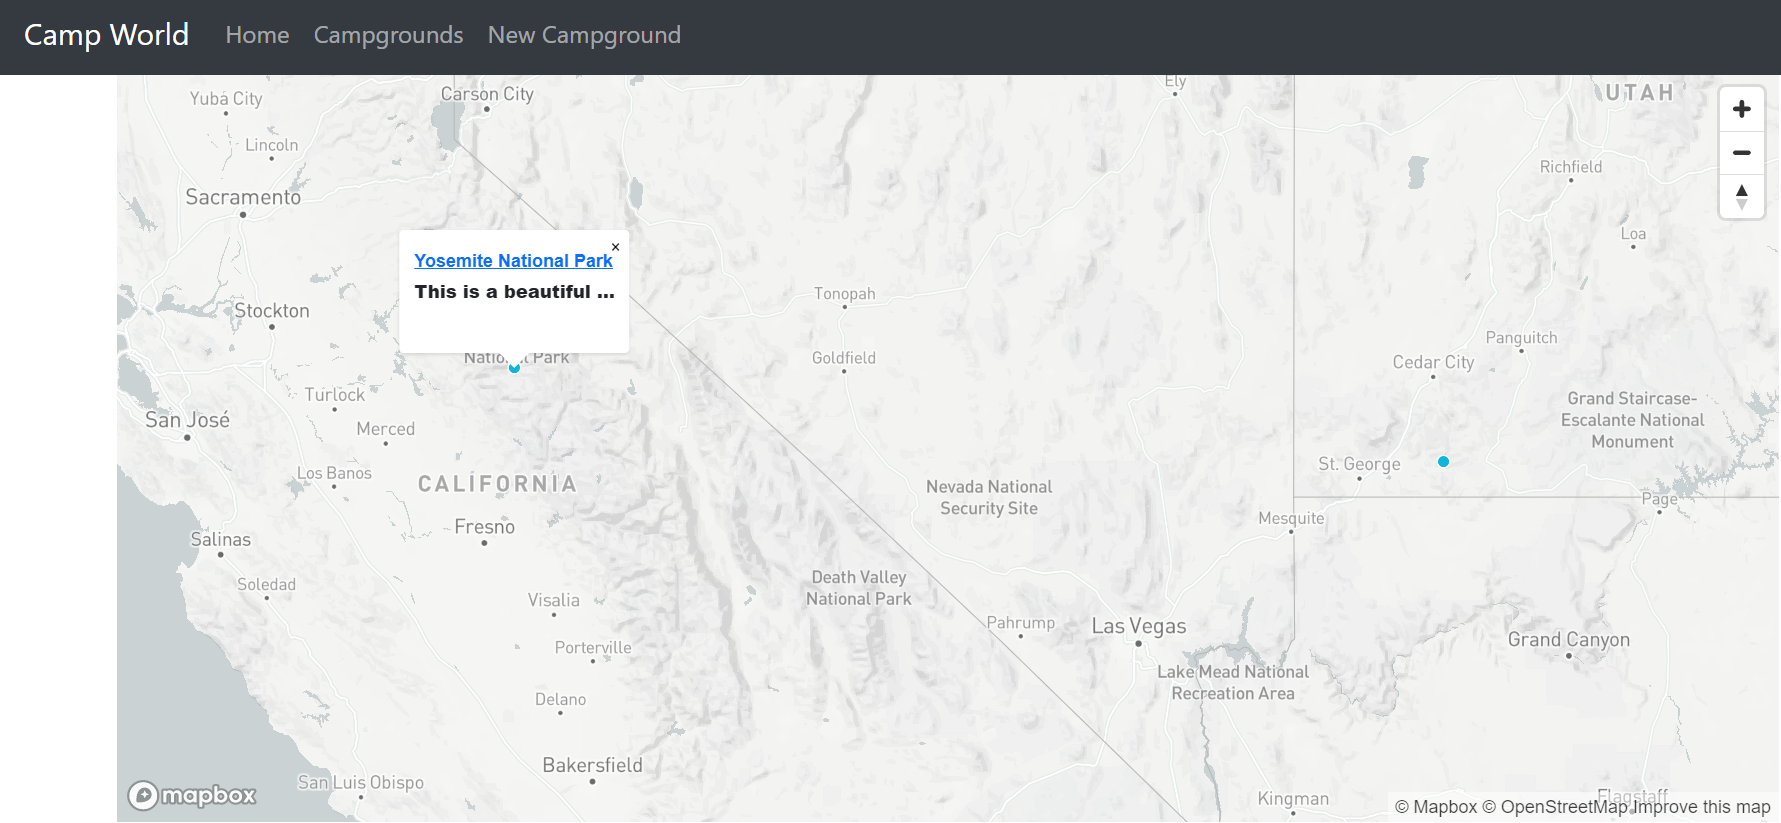 Camp World Home Campgrounds New Campground
Yuba City
Carson City
Ely
UTAH
Lincoln
Richfield
Sacramento
Loa
×
Yosemite National Park
This is a beautiful ...
Tonopah
Stockton
Panguitch
National Park
Goldfield
Cedar City
Turlock
Grand Staircase-
Escalante National
Monument
San José
Merced
St. George
Los Banos
CALIFORNIA
Nevada National
Security Site
Page
Mesquite
Fresno
Salinas
Death Valley
National Park
Soledad
Visalia
Pahrump
Las Vegas
Grand Canyon
Porterville
Lake Mead National
Recreation Area
Delano
Bakersfield
San Luis Obispo
mapbox
Kingman
Flagstaff
© Mapbox © OpenStreetMap Improve this map